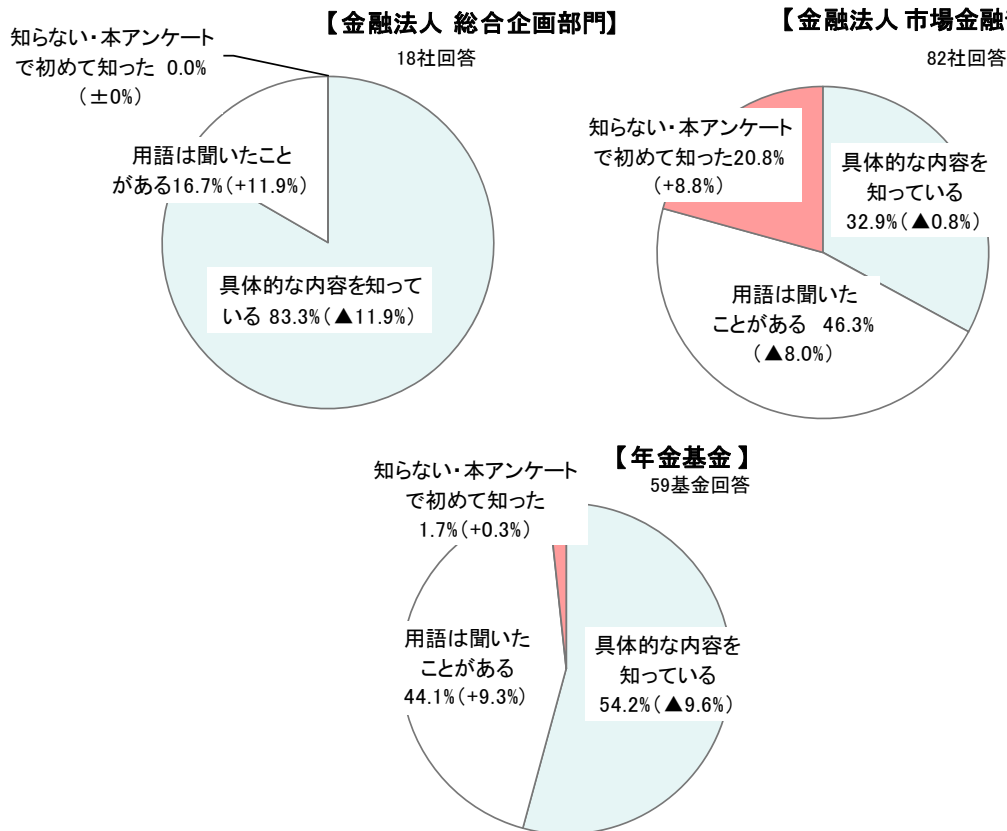 【金融法人 総合企画部門】
18社回答
知らない・本アンケート
で初めて知った 0.0%
(±0%)
用語は聞いたこと
がある16.7%(+11.9%)
具体的な内容を知って
いる 83.3%(▲11.9%)
【金融法人 市場金融
82社回答
知らない・本アンケート
で初めて知った20.8%
(+8.8%)
具体的な内容を
知っている
32.9%(▲0.8%)
用語は聞いた
ことがある 46.3%
(▲8.0%)
【年金基金】
59基金回答
知らない・本アンケート
で初めて知った
1.7%(+0.3%)
用語は聞いた
ことがある
44.1%(+9.3%)
具体的な内容を
知っている
54.2%(▲9.6%)